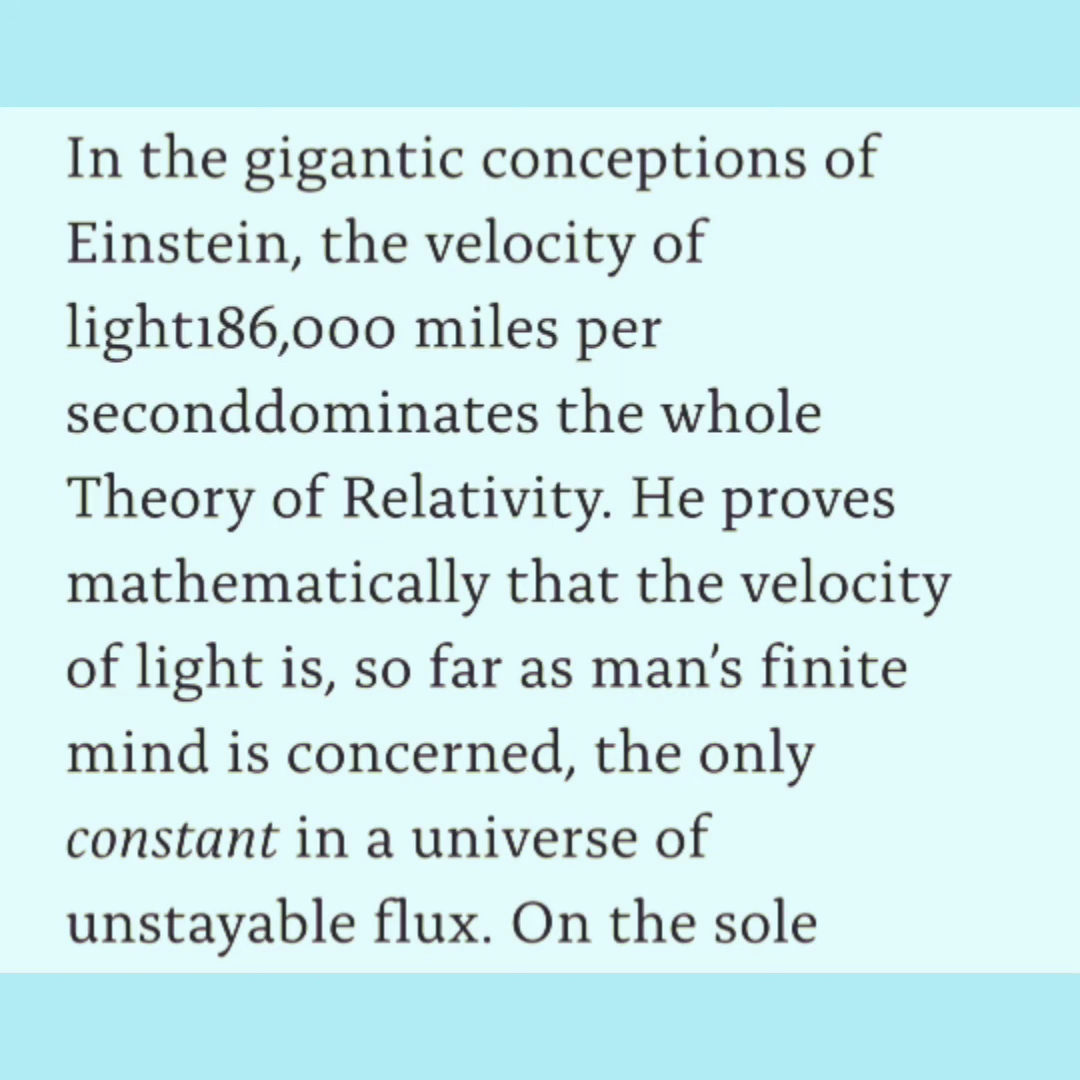 In the gigantic conceptions of
Einstein, the velocity of
light186,000 miles per
seconddominates the whole
Theory of Relativity. He proves
mathematically that the velocity
of light is, so far as man’s finite
mind is concerned, the only
constant in a universe of
unstayable flux. On the sole